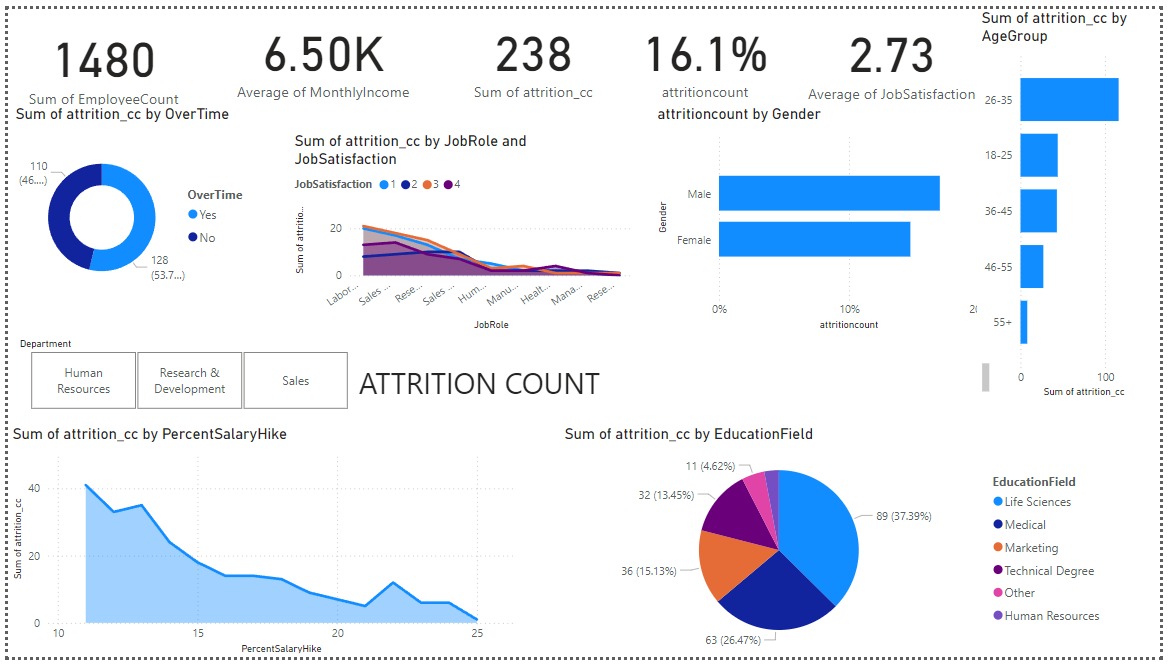 1480
Sum of EmployeeCount
6.50K
Average of MonthlyIncome
238
Sum of attrition_cc
16.1%
attritioncount
2.73
Average of JobSatisfaction
Sum of attrition_cc by
AgeGroup
26-35
18-25
36-45
46-55
55+
0
100
Sum of attrition_cc
Sum of attrition_cc by OverTime
110
(46....)
128
(53.7...)
OverTime
Yes
No
Sum of attrition_cc by JobRole and
JobSatisfaction
JobSatisfaction 1 2 3 4
Sum of attritio...
20
0
Labor...
Sales ...
Rese...
Sales ...
Hum...
Manu...
Healt...
Mana...
Rese...
JobRole
attritioncount by Gender
Gender
Male
Female
0%
10%
attritioncount
Department
Human
Resources
Research &
Development
Sales
ATTRITION COUNT
Sum of attrition_cc by PercentSalaryHike
Sum of attrition_cc
40
20
0
10
15
20
25
PercentSalaryHike
Sum of attrition_cc by EducationField
11 (4.62%)
32 (13.45%)
36 (15.13%)
63 (26.47%)
89 (37.39%)
EducationField
Life Sciences
Medical
Marketing
Technical Degree
Other
Human Resources